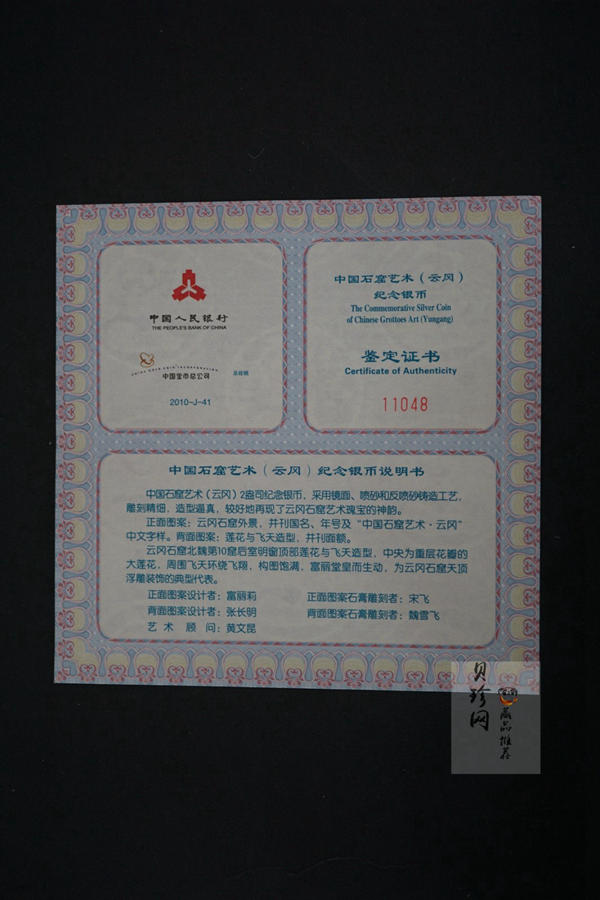 中国人民银行
THE PEOPLE'S BANK OF CHINA
CHINA GOLD COIN INCORPORATION
中国金币总公司
2010-J-41
中国石窟艺术（云冈）
纪念银币
The Commemorative Silver Coin
of Chinese Grottoes Art (Yungang)
鉴定证书
Certificate of Authenticity
11048
中国石窟艺术（云冈）纪念银币说明书
中国石窟艺术（云冈）2盎司纪念银币，采用镜面、喷砂和反喷砂铸造工艺，
雕刻精细，造型逼真，较好地再现了云冈石窟艺术瑰宝的神韵。
正面图案：云冈石窟外景，并刊国名、年号及“中国石窟艺术·云冈”
中文字样。背面图案：莲花与飞天造型，并刊面额。
云冈石窟北魏第10窟后室明窗顶部莲花与飞天造型，中央为重层花瓣的
大莲花，周围飞天环绕飞翔，构图饱满，富丽堂皇而生动，为云冈石窟天顶
浮雕装饰的典型代表。
正面图案设计者：富丽莉 正面图案石膏雕刻者：宋飞
背面图案设计者：张长明 背面图案石膏雕刻者：魏雪飞
艺术顾问：黄文昆
贝珍网
藏品推荐